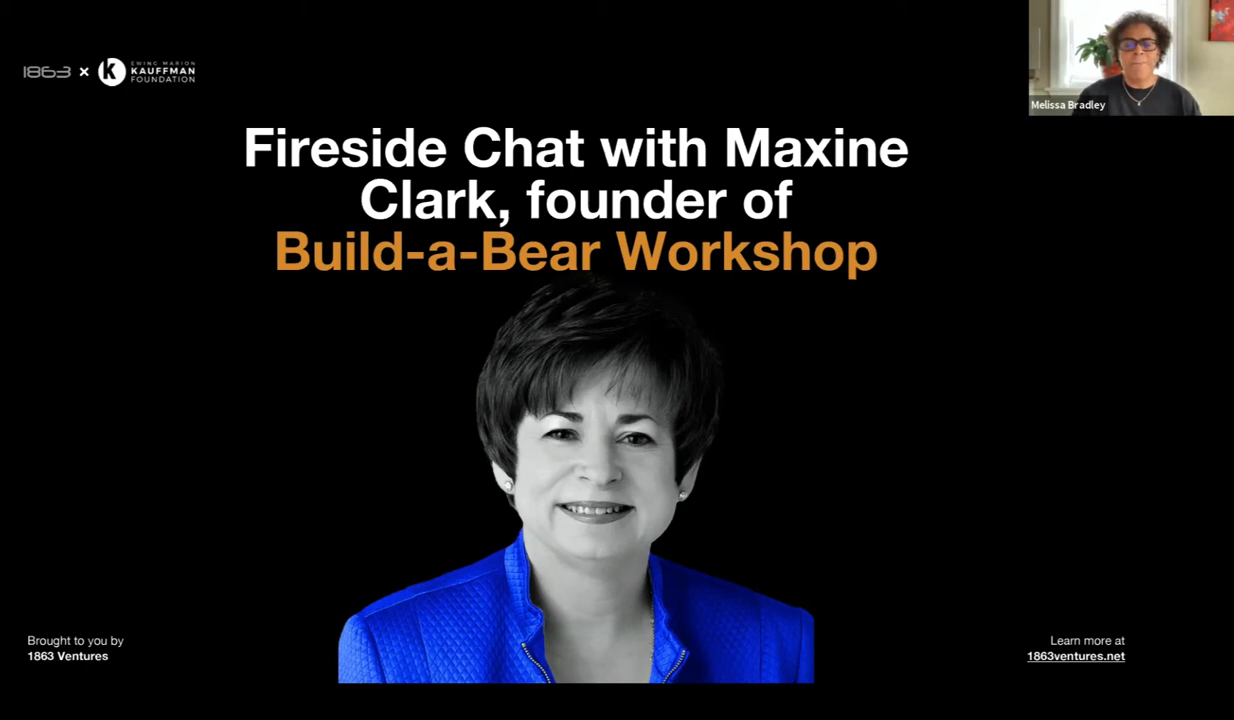 1863 × k EWING MARION
KAUFFMAN
FOUNDATION
Melissa Bradley
Fireside Chat with Maxine
Clark, founder of
Build-a-Bear Workshop
Brought to you by
1863 Ventures
Learn more at
1863ventures.net